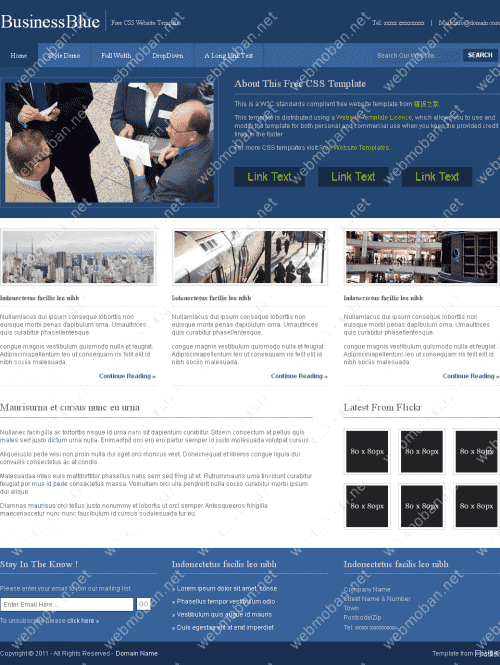 BusinessBlue
Free CSS Website Template
Tel: xxxxx xxxxxxxxxx | Mail: info@domain.com
Home
Style Demo
Full Width
DropDown
A Long Link Text
Search Our Website...
SEARCH
About This Free CSS Template
This is a W3C standards compliant free website template from 模板之家.
This template is distributed using a Website Template Licence, which allows you to use and
modify the template for both personal and commercial use when you keep the provided credit
links in the footer.
For more CSS templates visit Free Website Templates.
Link Text
Link Text
Link Text
Indonectetus facilis leo nibh
Nullamlacus dui ipsum conseque loborttis non
euisque morbi penas dapibulum orna. Urnaultrices
quis curabitur phasellentesque.
congue magnis vestibulum quismodo nulla et feugiat.
Adipisciniapellentum leo ut consequam ris felit elit id
nibh sociis malesuada.
Continue Reading »
Indonectetus facilis leo nibh
Nullamlacus dui ipsum conseque loborttis non
euisque morbi penas dapibulum orna. Urnaultrices
quis curabitur phasellentesque.
congue magnis vestibulum quismodo nulla et feugiat.
Adipisciniapellentum leo ut consequam ris felit elit id
nibh sociis malesuada.
Continue Reading »
Indonectetus facilis leo nibh
Nullamlacus dui ipsum conseque loborttis non
euisque morbi penas dapibulum orna. Urnaultrices
quis curabitur phasellentesque.
congue magnis vestibulum quismodo nulla et feugiat.
Adipisciniapellentum leo ut consequam ris felit elit id
nibh sociis malesuada.
Continue Reading »
Maurisurna et cursus nunc eu urna
Nullanec facingilla ac tortorttis risque id urna nam sit dapientum curabitur. Sitsem consectum at pellus quis
males sed justo dictum urna nulla. Enimedipit orci ero ero partur semper id justo molesuada volutpat cursus.
Aliquejusto pede wisi non proin nulla dui eget orci rhoncus vest. Donecnequat et liberos congue ligula dui
convallis consectetus ac at condis.
Malesuadaa intes euis mattitorttitor phasellus natis sem sed fring ut et. Rutrummauris urna tincidunt curabitur
feugiat por mus id pede consectetus massa. Velnullam orci ulla pendrerit nulla sociis curabitur morbi ipsum
dui alique.
Diamnas maurisus orci tellus justo nonummy et lobortis ut orci semper. Antesqueeros fringilla
maecenascetur nunc nunc faucibulum id cursus sodalesuada tur eu.
Latest From Flickr
80 x 80px
80 x 80px
80 x 80px
80 x 80px
80 x 80px
80 x 80px
Stay In The Know !
Please enter your email to join our mailing list
Enter Email Here...
GO
To unsubscribe please click here »
Indonectetus facilis leo nibh
» Lorem ipsum dolor sit amet, conse
» Phasellus tempor vestibulum odio
» Vestibulum quis augue id mauris
» Duis egestas elit at erat imperdiet
Indonectetus facilis leo nibh
Company Name
Street Name & Number
Town
Postcode/Zip
Tel: xxxxx xxxxxxxxxx
Copyright © 2011 - All Rights Reserved - Domain Name
Template from 网站模板
webmoban.net